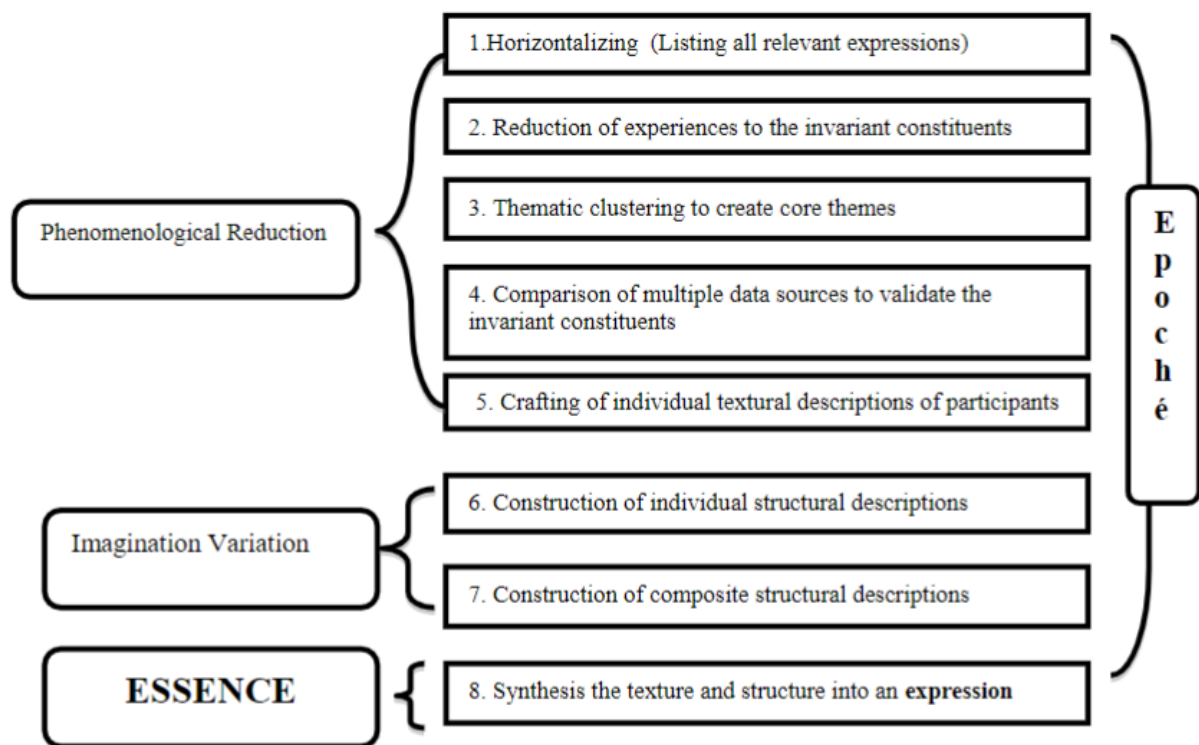 1.Horizontalizing (Listing all relevant expressions)
2. Reduction of experiences to the invariant constituents
3. Thematic clustering to create core themes
Phenomenological Reduction
4. Comparison of multiple data sources to validate the
invariant constituents
5. Crafting of individual textural descriptions of participants
Epoché
6. Construction of individual structural descriptions
Imagination Variation
7. Construction of composite structural descriptions
ESSENCE
8. Synthesis the texture and structure into an expression